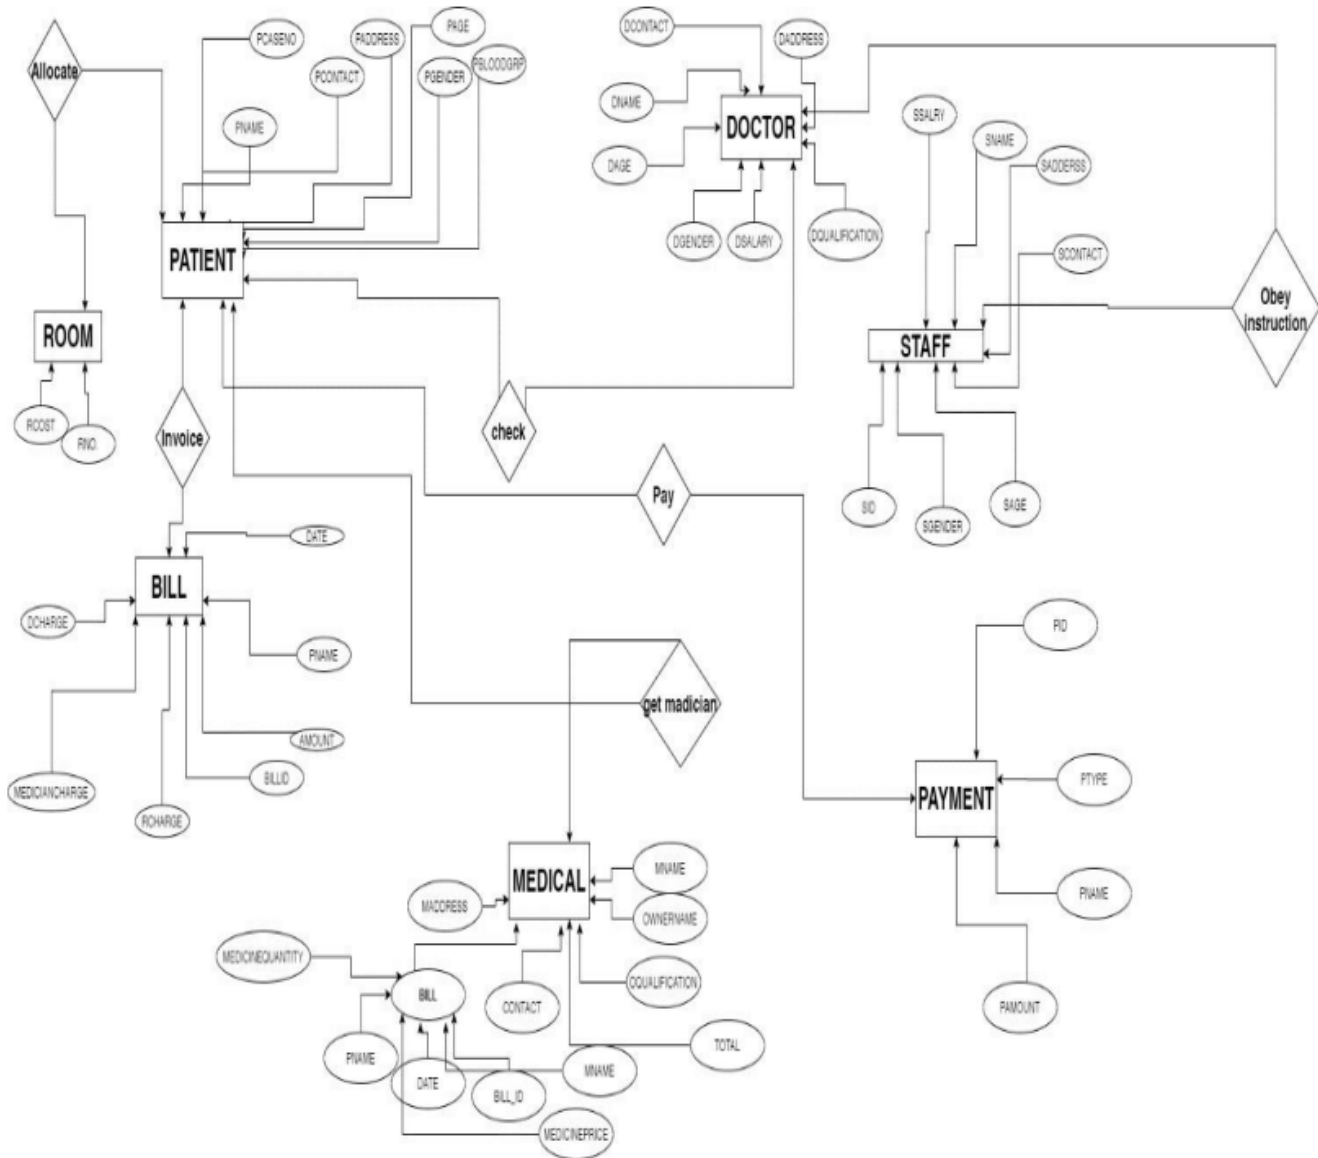 PCASENO
PADDRESS
PAGE
DCONTACT
DADDRESS
Allocate
PCONTACT
PGENDER
PBLOODGRP
DNAME
SSALRY
PNAME
DOCTOR
SNAME
DAGE
SADDERSS
DGENDER
DSALARY
DQUALIFICATION
PATIENT
SCONTACT
ROOM
STAFF
Obey
instruction
RCOST
RNO.
Invoice
check
Pay
SID
SGENDER
SAGE
DATE
BILL
DCHARGE
PNAME
PID
get madician
AMOUNT
BILLID
MEDICIANCHARGE
RCHARGE
PTYPE
PAYMENT
MEDICAL
MNAME
MADDRESS
OWNERNAME
PNAME
MEDICINEQUANTITY
OQUALIFICATION
BILL
CONTACT
PAMOUNT
TOTAL
PNAME
DATE
BILL_ID
MNAME
MEDICINEPRICE